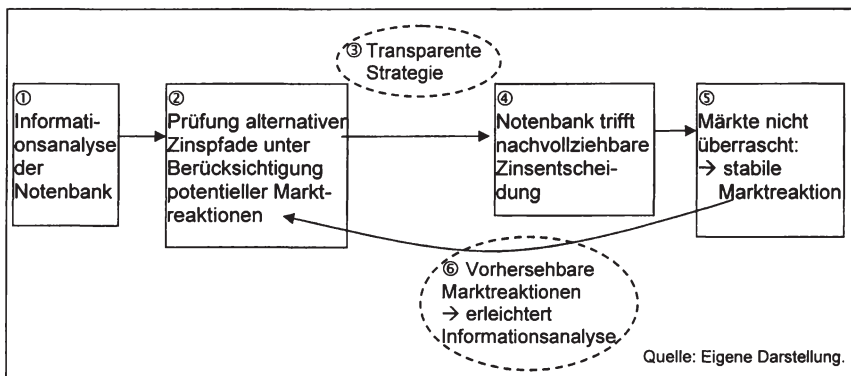 ③ Transparente
Strategie
①
Informati-
onsanalyse
der
Notenbank
②
Prüfung alternativer
Zinspfade unter
Berücksichtigung
potentieller Markt-
reaktionen
④
Notenbank trifft
nachvollziehbare
Zinsentschei-
dung
⑤
Märkte nicht
überrascht:
→ stabile
Marktreaktion
⑥ Vorhersehbare
Marktreaktionen
→ erleichtert
Informationsanalyse
Quelle: Eigene Darstellung.